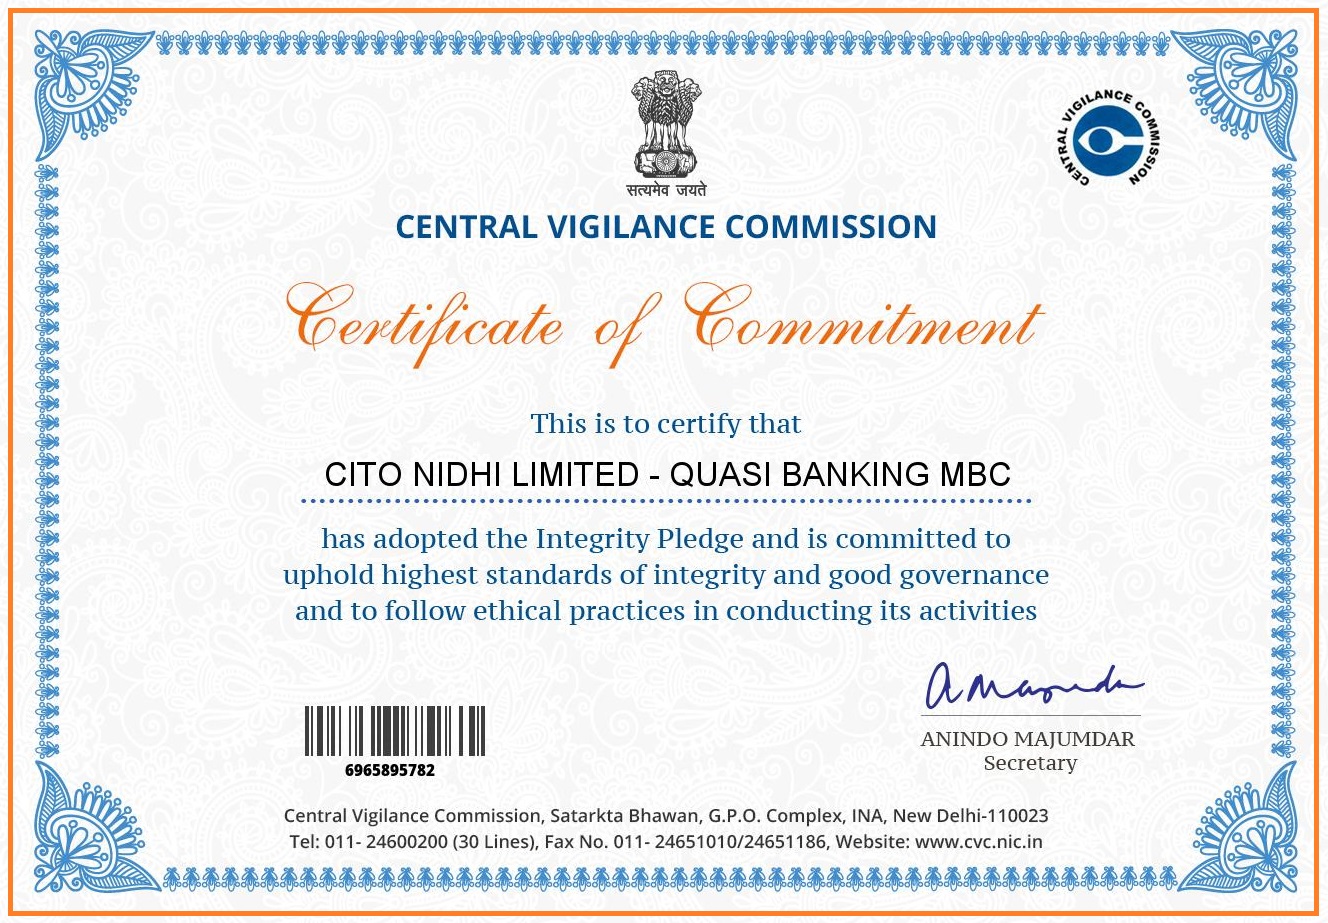 सत्यमेव जयते
CENTRAL VIGILANCE COMMISSION
CENTRAL VIGILANCE COMMISSION
Certificate of Commitment
This is to certify that
CITO NIDHI LIMITED - QUASI BANKING MBC
has adopted the Integrity Pledge and is committed to
uphold highest standards of integrity and good governance
and to follow ethical practices in conducting its activities
A Majumdar
ANINDO MAJUMDAR
Secretary
6965895782
Central Vigilance Commission, Satarkta Bhawan, G.P.O. Complex, INA, New Delhi-110023
Tel: 011- 24600200 (30 Lines), Fax No. 011- 24651010/24651186, Website: www.cvc.nic.in